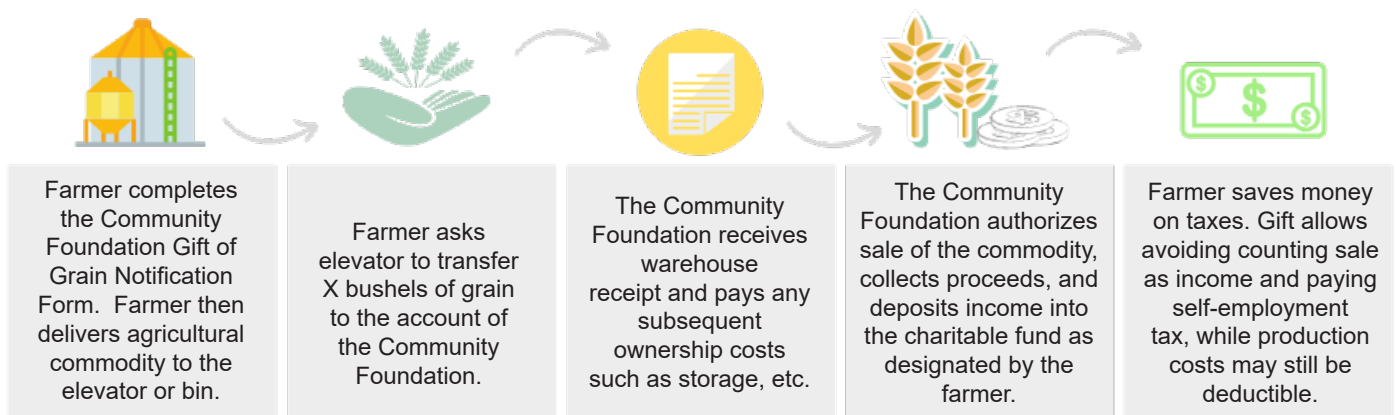 Farmer completes
the Community
Foundation Gift of
Grain Notification
Form.  Farmer then
delivers agricultural
commodity to the
elevator or bin.
Farmer asks
elevator to transfer
X bushels of grain
to the account of
the Community
Foundation.
The Community
Foundation receives
warehouse
receipt and pays any
subsequent
ownership costs
such as storage, etc.
The Community
Foundation authorizes
sale of the commodity,
collects proceeds, and
deposits income into
the charitable fund as
designated by the
farmer.
$
$
$
Farmer saves money
on taxes. Gift allows
avoiding counting sale
as income and paying
self-employment
tax, while production
costs may still be
deductible.